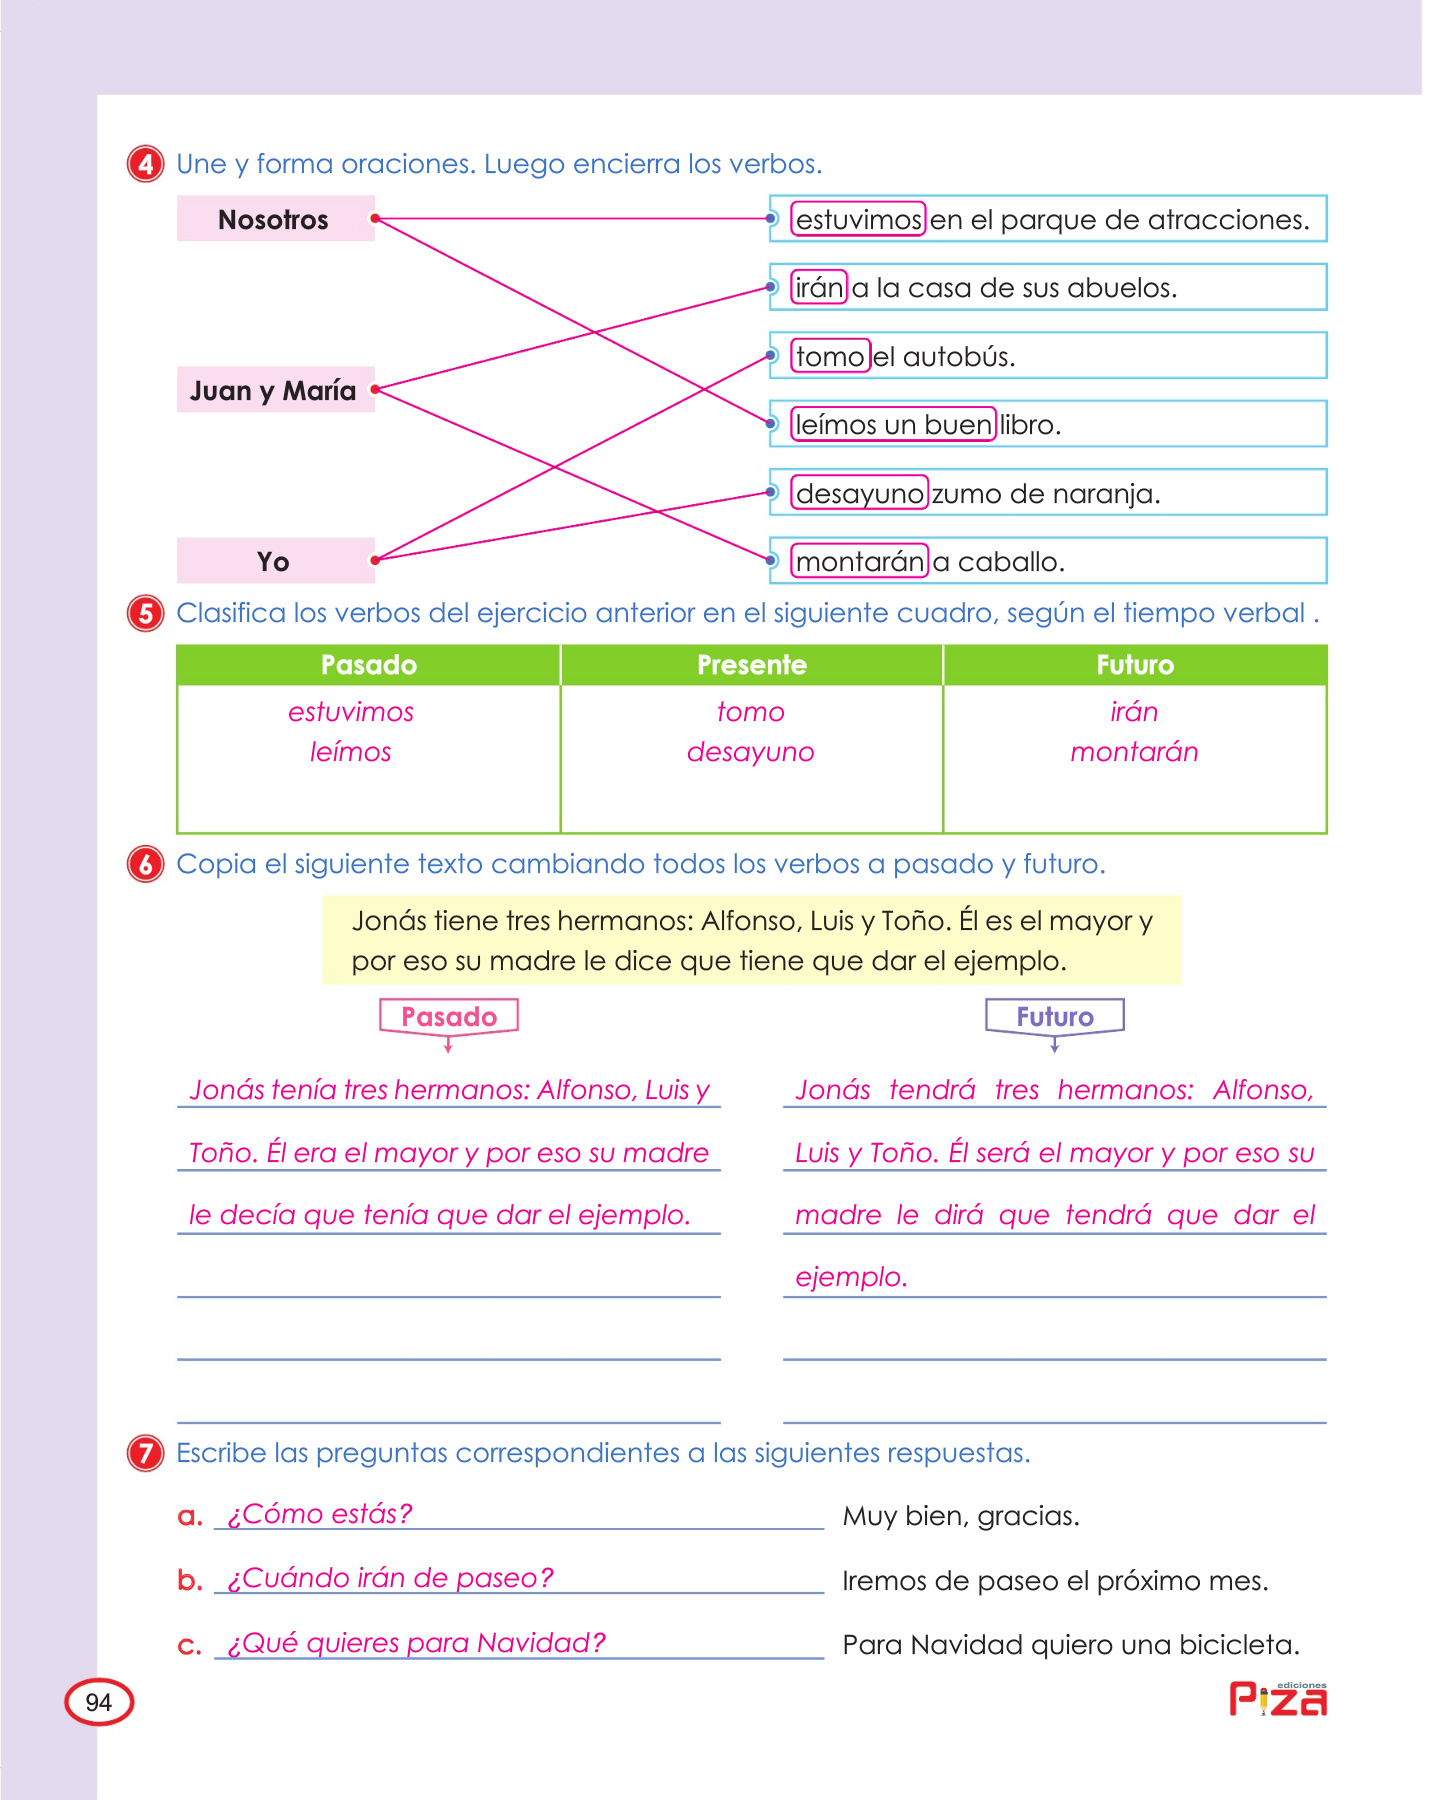 4 Une y forma oraciones. Luego encierra los verbos.
Nosotros
estuvimos en el parque de atracciones.
irán a la casa de sus abuelos.
tomo el autobús.
Juan y María
leímos un buen libro.
desayuno zumo de naranja.
Yo
montarán a caballo.
5 Clasifica los verbos del ejercicio anterior en el siguiente cuadro, según el tiempo verbal .
Pasado Presente Futuro
estuvimos tomo irán
leímos desayuno montarán
6 Copia el siguiente texto cambiando todos los verbos a pasado y futuro.
Jonás tiene tres hermanos: Alfonso, Luis y Toño. Él es el mayor y
por eso su madre le dice que tiene que dar el ejemplo.
Pasado
Jonás tenía tres hermanos: Alfonso, Luis y
Toño. Él era el mayor y por eso su madre
le decía que tenía que dar el ejemplo.
Futuro
Jonás tendrá tres hermanos: Alfonso,
Luis y Toño. Él será el mayor y por eso su
madre le dirá que tendrá que dar el
ejemplo.
7 Escribe las preguntas correspondientes a las siguientes respuestas.
a. ¿Cómo estás? Muy bien, gracias.
b. ¿Cuándo irán de paseo? Iremos de paseo el próximo mes.
c. ¿Qué quieres para Navidad? Para Navidad quiero una bicicleta.
94
ediciones
Piza